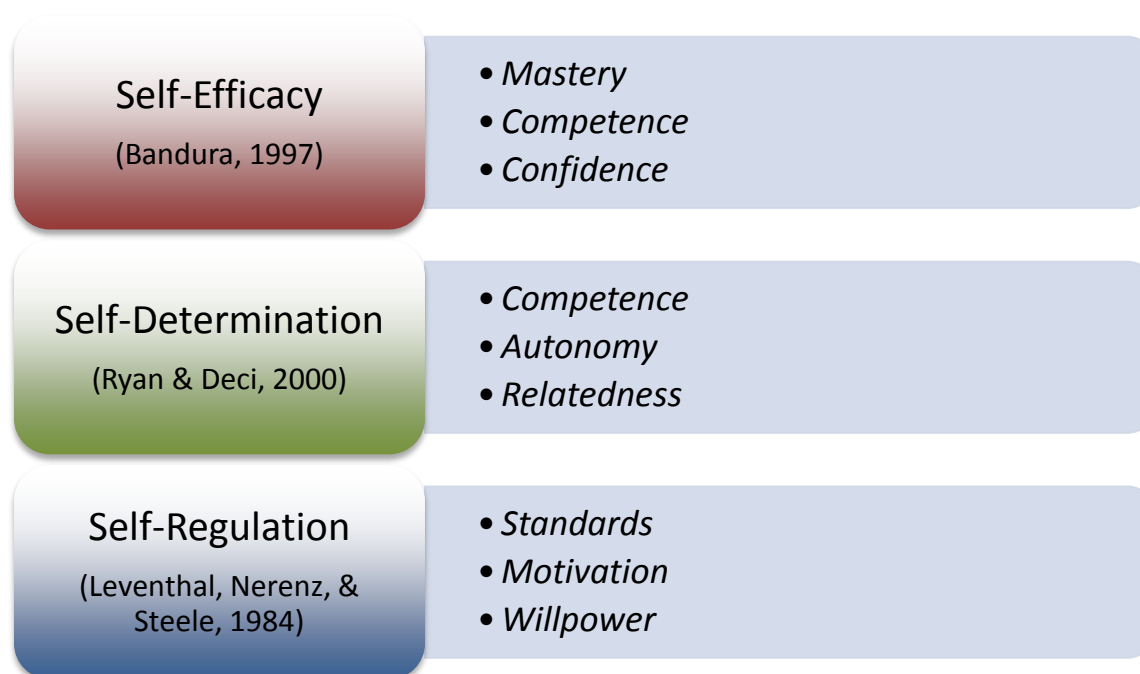 Self-Efficacy
(Bandura, 1997)
• Mastery
• Competence
• Confidence
Self-Determination
(Ryan & Deci, 2000)
• Competence
• Autonomy
• Relatedness
Self-Regulation
(Leventhal, Nerenz, &
Steele, 1984)
• Standards
• Motivation
• Willpower